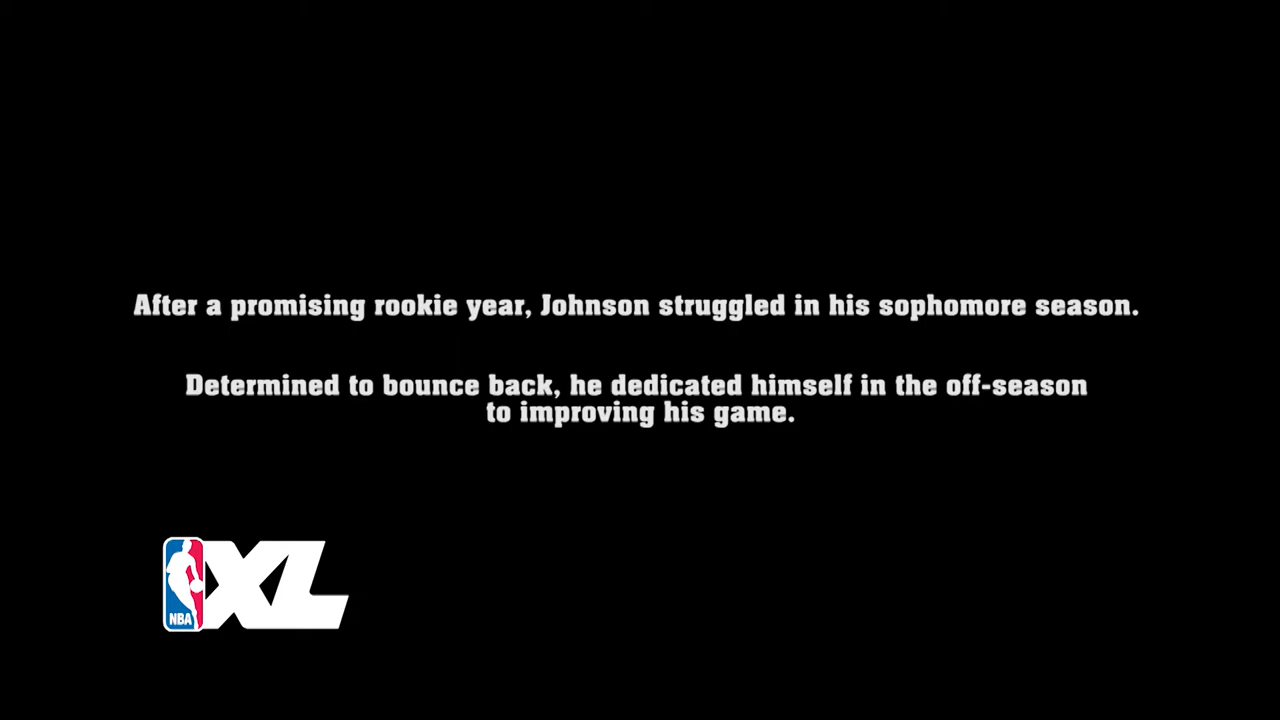 After a promising rookie year, Johnson struggled in his sophomore season.
Determined to bounce back, he dedicated himself in the off-season
to improving his game.
NBA XL